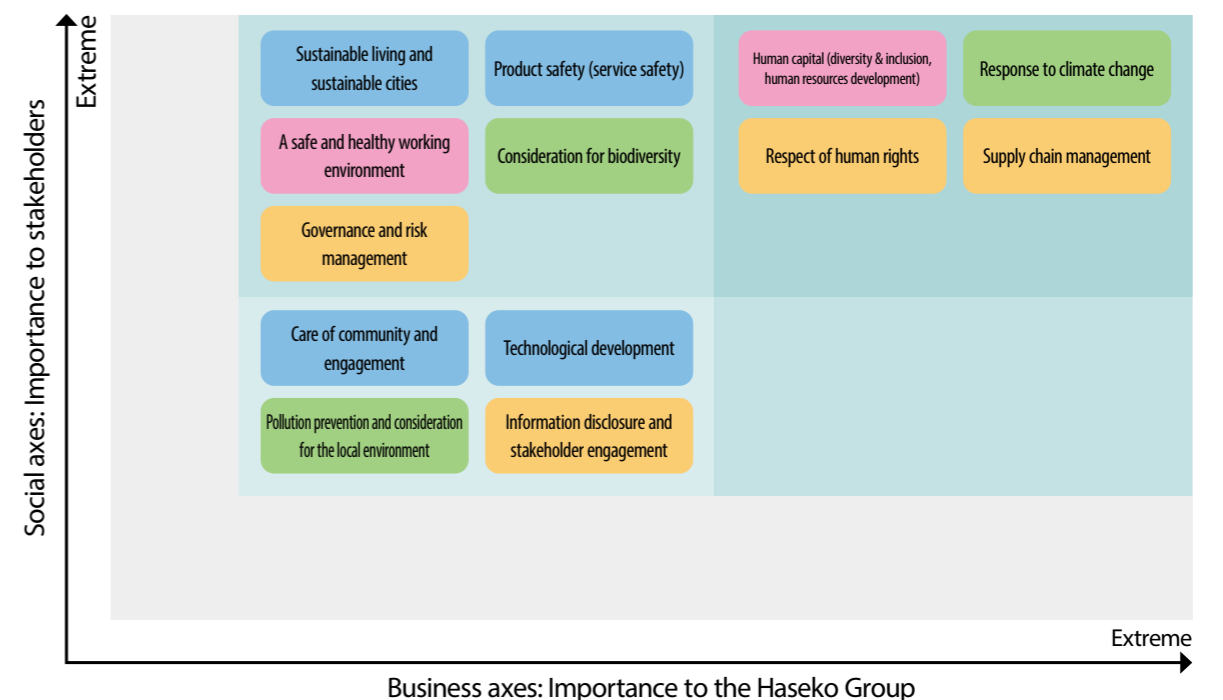 Extreme
Social axes: Importance to stakeholders
Sustainable living and
sustainable cities
Product safety (service safety)
Human capital (diversity & inclusion,
human resources development)
Response to climate change
A safe and healthy working
environment
Consideration for biodiversity
Respect of human rights
Supply chain management
Governance and risk
management
Care of community and
engagement
Technological development
Pollution prevention and consideration
for the local environment
Information disclosure and
stakeholder engagement
Extreme
Business axes: Importance to the Haseko Group